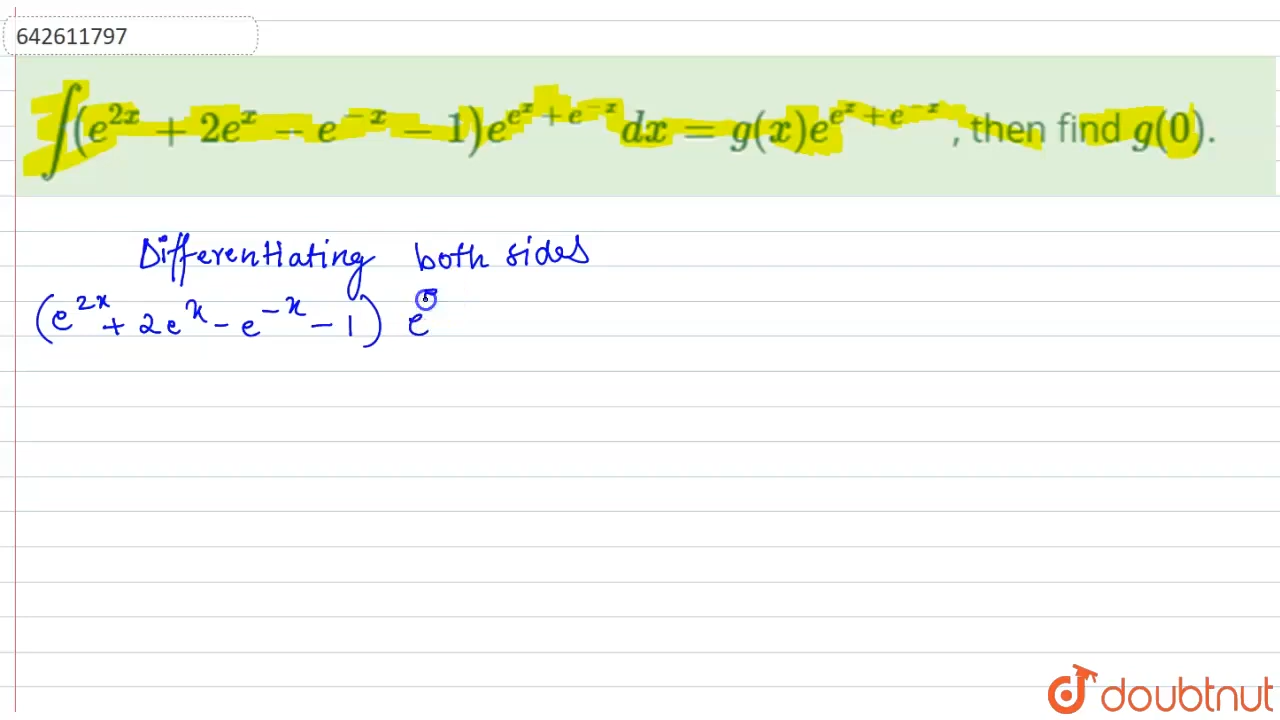 642611797
∫(e^{2x} + 2e^x − e^{−x} − 1)e^{e^x + e^{−x}}dx = g(x)e^{e^x + e^{−x}}, then find g(0).
Differentiating both sides
(e^{2x} + 2e^x − e^{−x} − 1) e
doubtnut